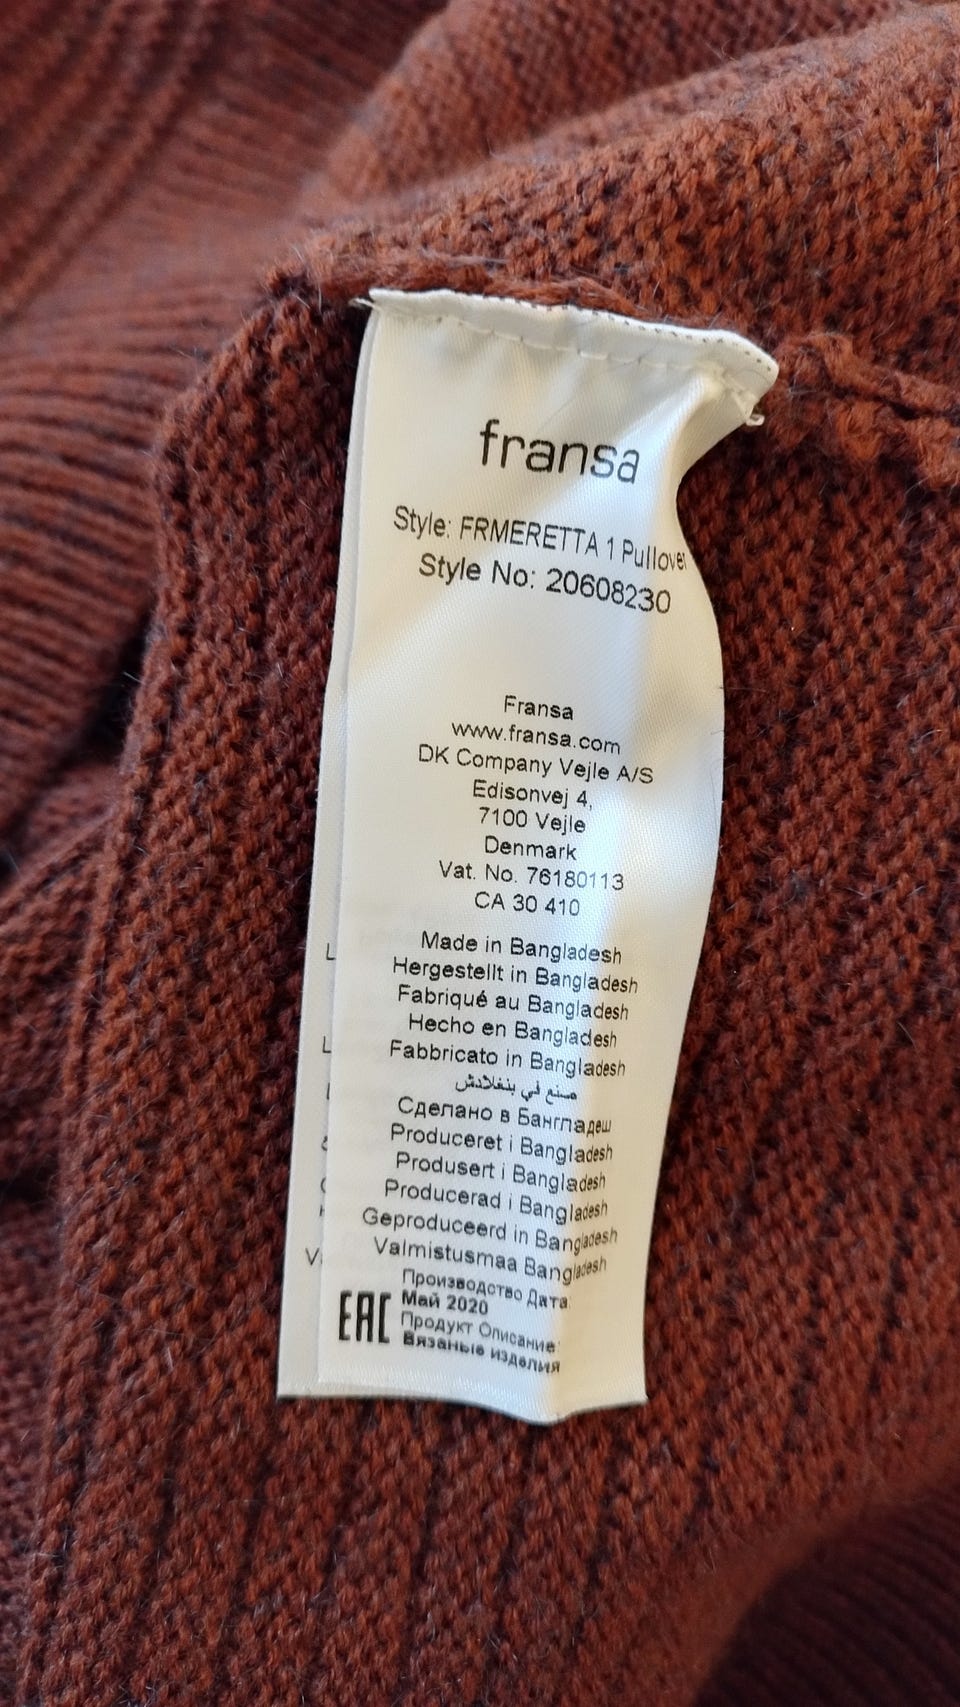 fransa
Style: FRMERETTA 1 Pullover
Style No: 20608230
Fransa
www.fransa.com
DK Company Vejle A/S
Edisonvej 4,
7100 Vejle
Denmark
Vat. No. 76180113
CA 30 410
Made in Bangladesh
Hergestellt in Bangladesh
Fabriqué au Bangladesh
Hecho en Bangladesh
Fabbricato in Bangladesh
صنع في بنغلادش
Сделано в Бангладеш
Produceret i Bangladesh
Produsert i Bangladesh
Producerad i Bangladesh
Geproduceerd in Bangladesh
Valmistusmaa Bangladesh
Производство Дата:
Май 2020
Продукт Описание:
Вязаные изделия
EAC